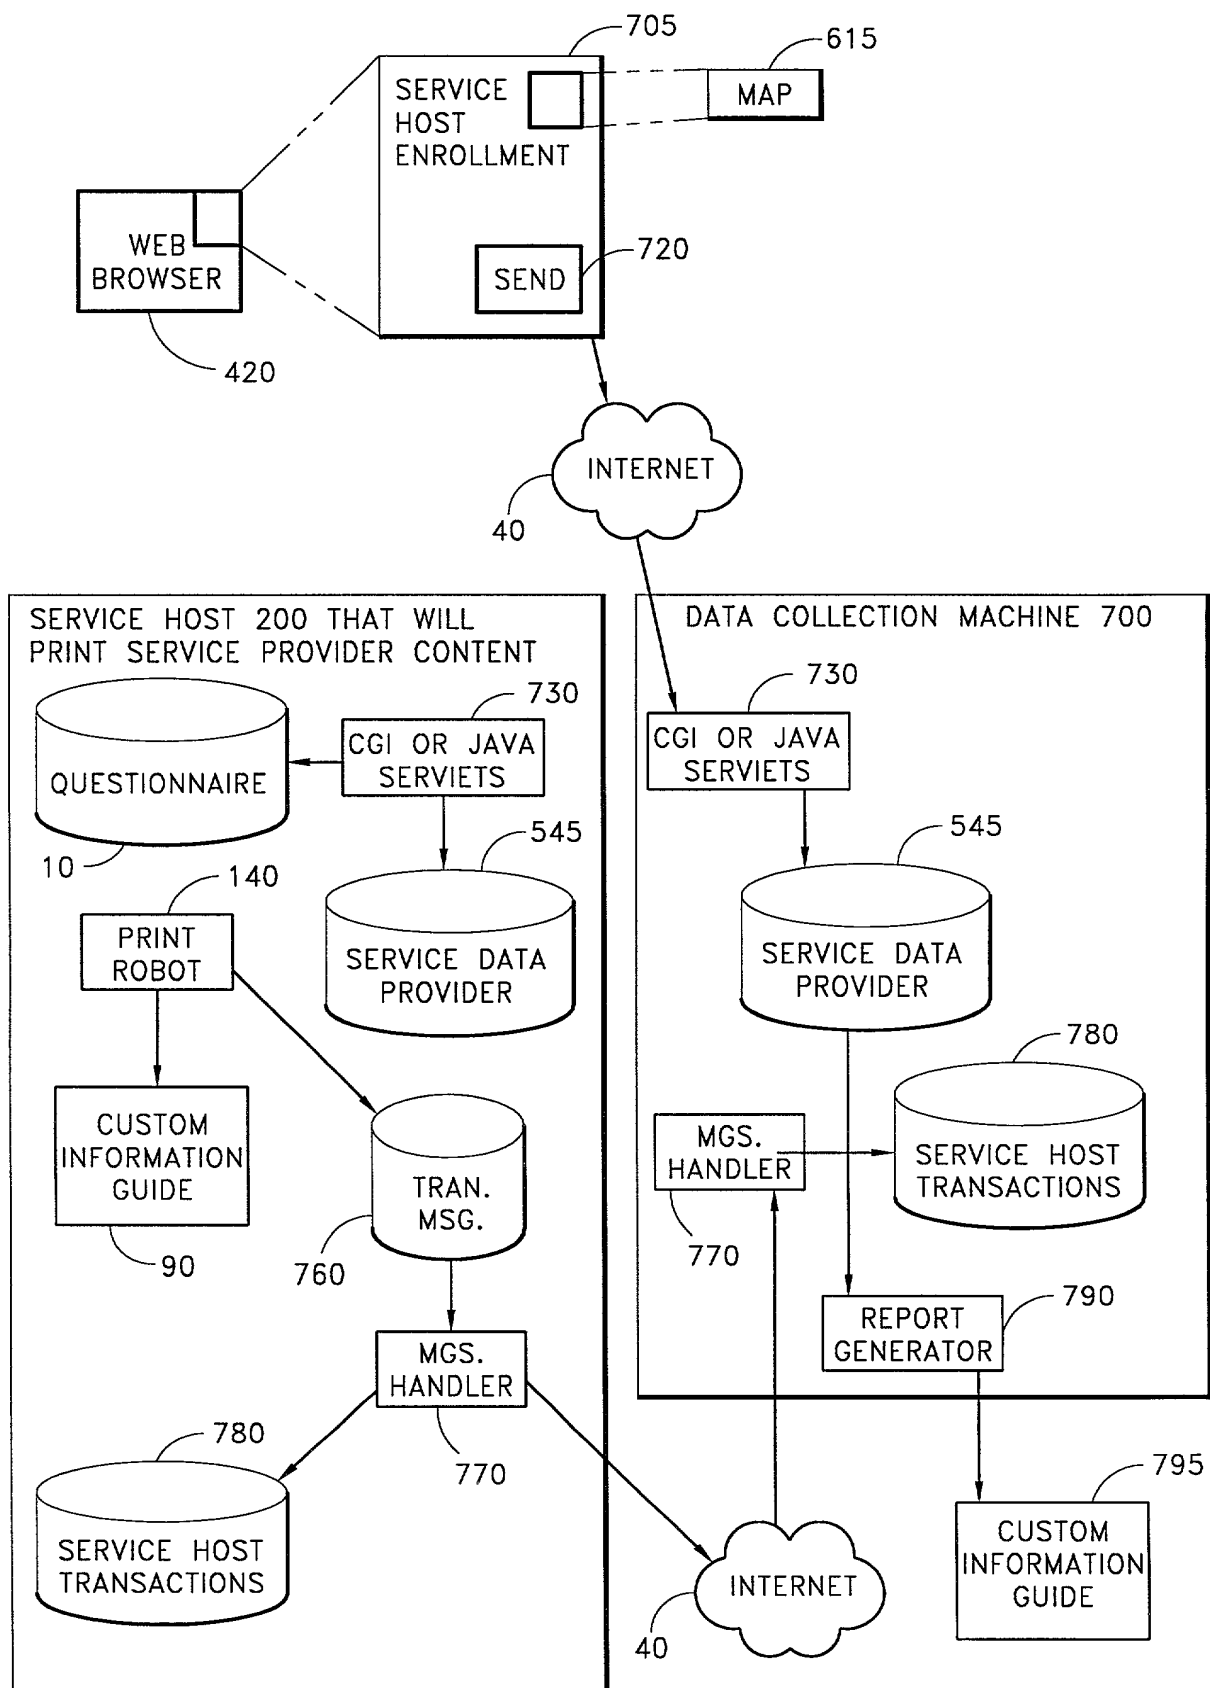 705
615
SERVICE
HOST
ENROLLMENT
MAP
WEB
BROWSER
720
SEND
420
INTERNET
40
SERVICE HOST 200 THAT WILL
PRINT SERVICE PROVIDER CONTENT
730
CGI OR JAVA
SERVIETS
QUESTIONNAIRE
10
545
140
PRINT
ROBOT
SERVICE DATA
PROVIDER
CUSTOM
INFORMATION
GUIDE
90
TRAN.
MSG.
760
MGS.
HANDLER
770
780
SERVICE HOST
TRANSACTIONS
DATA COLLECTION MACHINE 700
730
CGI OR JAVA
SERVIETS
545
SERVICE DATA
PROVIDER
780
MGS.
HANDLER
SERVICE HOST
TRANSACTIONS
770
790
REPORT
GENERATOR
795
CUSTOM
INFORMATION
GUIDE
INTERNET
40